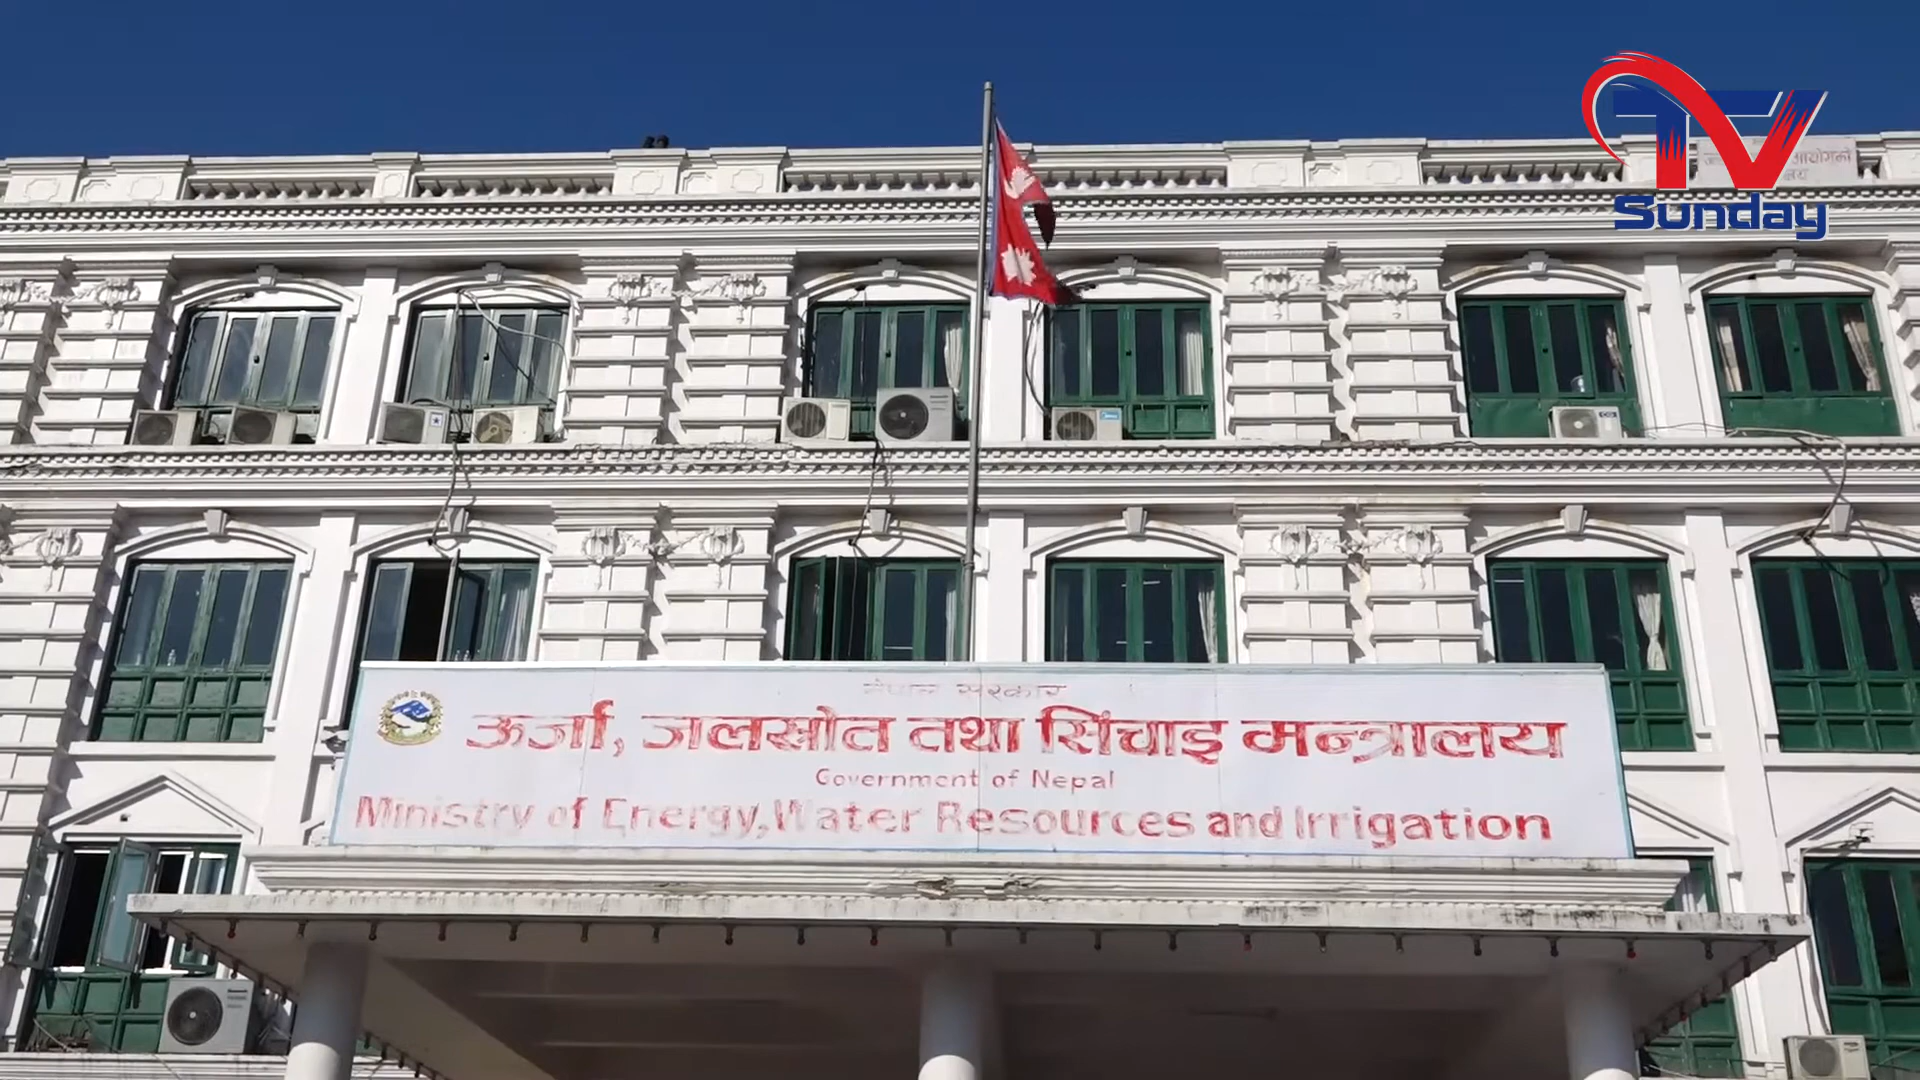 TV
Sunday
नेपाल सरकार
ऊर्जा, जलस्रोत तथा सिंचाइ मन्त्रालय
Government of Nepal
Ministry of Energy, Water Resources and Irrigation